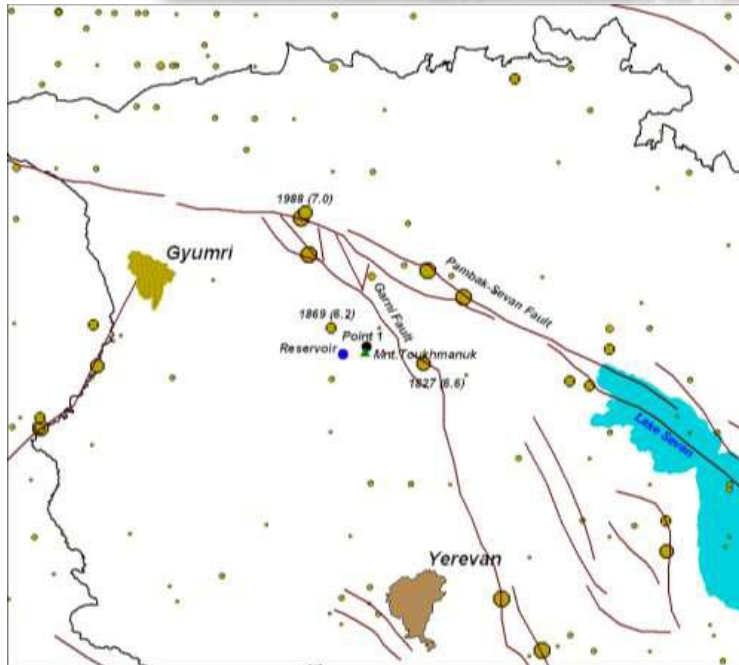 1988 (7.0)
Gyumri
Pambak-Sevan Fault
Garni Fault
1869 (6.2)
Point 1
Reservoir
Mnt.Toukhmanuk
1827 (6.6)
Lake Sevan
Yerevan